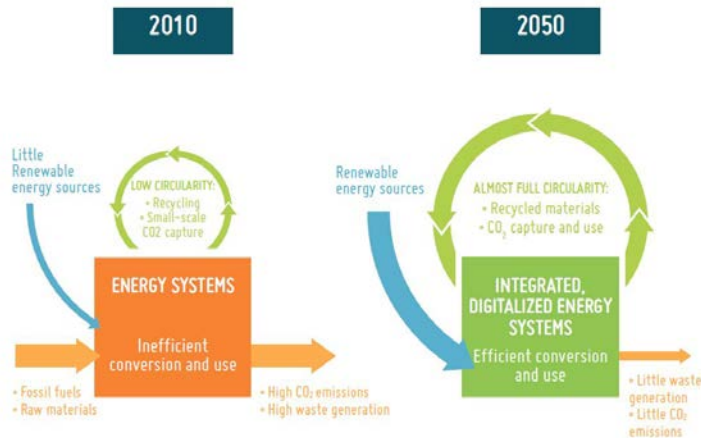 2010
2050
Little
Renewable
energy sources
LOW CIRCULARITY:
• Recycling
• Small-scale
CO2 capture
ENERGY SYSTEMS
Inefficient
conversion and use
• Fossil fuels
• Raw materials
• High CO₂ emissions
• High waste generation
Renewable
energy sources
ALMOST FULL CIRCULARITY:
• Recycled materials
• CO₂ capture and use
INTEGRATED,
DIGITALIZED ENERGY
SYSTEMS
Efficient conversion
and use
• Little waste
generation
• Little CO₂
emissions